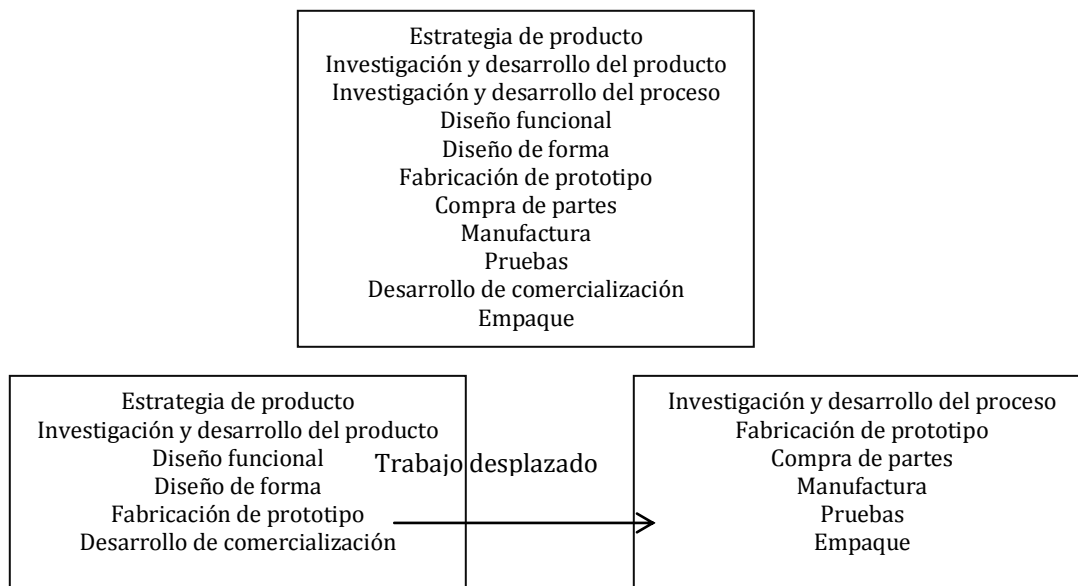 Estrategia de producto
Investigación y desarrollo del producto
Investigación y desarrollo del proceso
Diseño funcional
Diseño de forma
Fabricación de prototipo
Compra de partes
Manufactura
Pruebas
Desarrollo de comercialización
Empaque
Estrategia de producto
Investigación y desarrollo del producto
Diseño funcional
Diseño de forma
Fabricación de prototipo
Desarrollo de comercialización
Trabajo desplazado
Investigación y desarrollo del proceso
Fabricación de prototipo
Compra de partes
Manufactura
Pruebas
Empaque